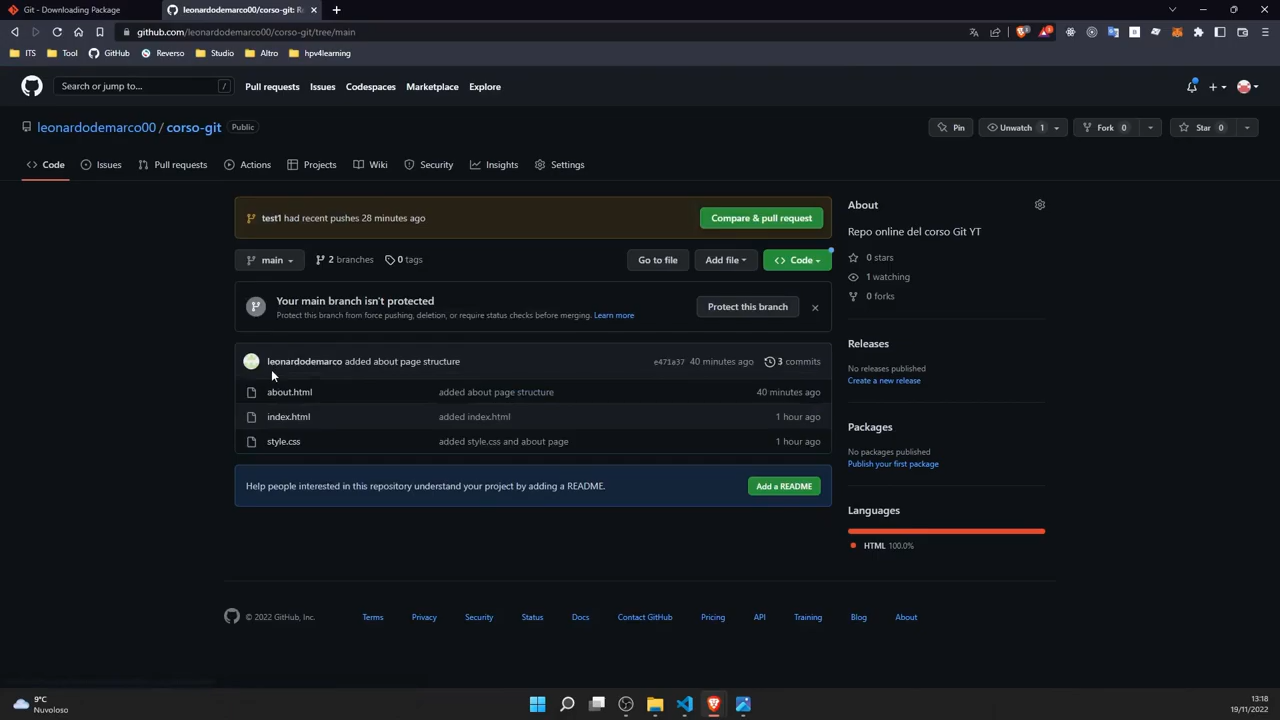 Git - Downloading Package
leonardodemarco00/corso-git: R
github.com/leonardodemarco00/corso-git/tree/main
ITS Tool GitHub Reverso Studio Altro hpv4learning
Search or jump to... / Pull requests Issues Codespaces Marketplace Explore
leonardodemarco00 / corso-git Public
Pin Unwatch 1 Fork 0 Star 0
Code Issues Pull requests Actions Projects Wiki Security Insights Settings
test1 had recent pushes 28 minutes ago Compare & pull request
main 2 branches 0 tags Go to file Add file Code
Your main branch isn't protected
Protect this branch from force pushing, deletion, or require status checks before merging. Learn more
Protect this branch
leonardodemarco added about page structure e471a37 40 minutes ago 3 commits
about.html added about page structure 40 minutes ago
index.html added index.html 1 hour ago
style.css added style.css and about page 1 hour ago
Help people interested in this repository understand your project by adding a README. Add a README
About
Repo online del corso Git YT
0 stars
1 watching
0 forks
Releases
No releases published
Create a new release
Packages
No packages published
Publish your first package
Languages
HTML 100.0%
© 2022 GitHub, Inc. Terms Privacy Security Status Docs Contact GitHub Pricing API Training Blog About
9°C
Nuvoloso
13:18
19/11/2022